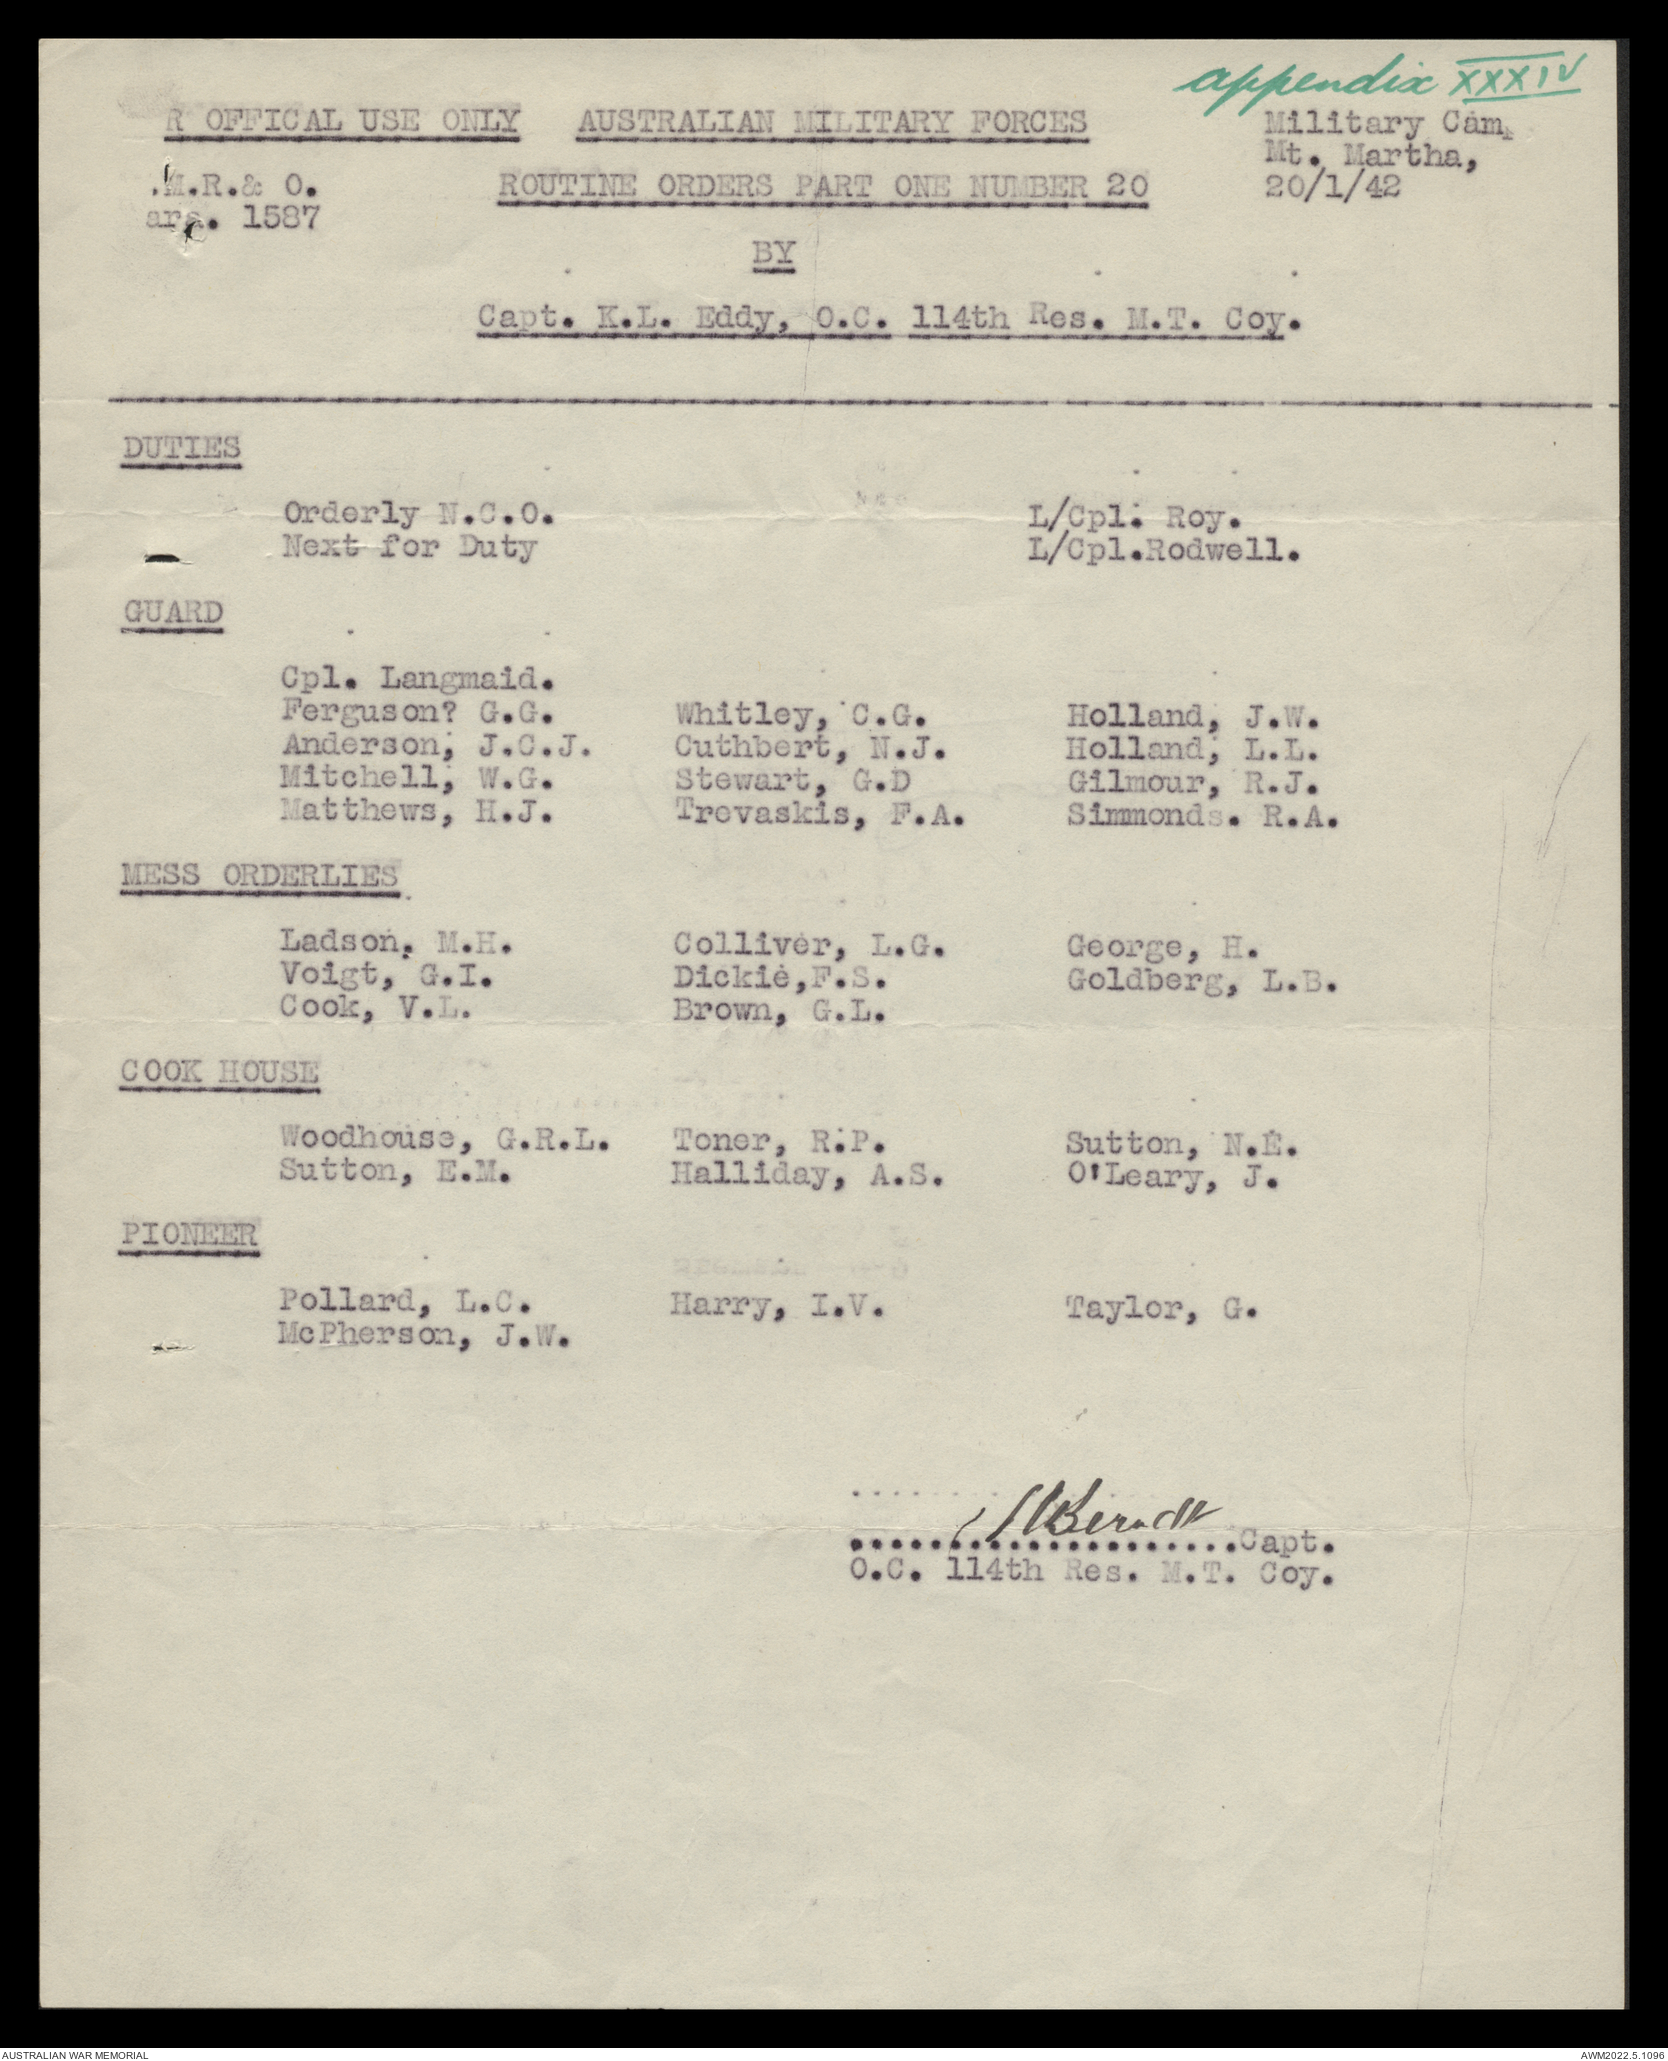 appendix XXXIV
R OFFICAL USE ONLY AUSTRALIAN MILITARY FORCES Military Cam
Mt. Martha,
.M.R.& O. ROUTINE ORDERS PART ONE NUMBER 20 20/1/42
ara. 1587
BY
Capt. K.L. Eddy, O.C. 114th Res. M.T. Coy.
DUTIES
Orderly N.C.O. L/Cpl. Roy.
Next for Duty L/Cpl.Rodwell.
GUARD
Cpl. Langmaid.
Ferguson? G.G. Whitley, C.G. Holland, J.W.
Anderson, J.C.J. Cuthbert, N.J. Holland, L.L.
Mitchell, W.G. Stewart, G.D Gilmour, R.J.
Matthews, H.J. Trevaskis, F.A. Simmonds. R.A.
MESS ORDERLIES
Ladson, M.H. Colliver, L.G. George, H.
Voigt, G.I. Dickie,F.S. Goldberg, L.B.
Cook, V.L. Brown, G.L.
COOK HOUSE
Woodhouse, G.R.L. Toner, R.P. Sutton, N.E.
Sutton, E.M. Halliday, A.S. O'Leary, J.
PIONEER
Pollard, L.C. Harry, I.V. Taylor, G.
McPherson, J.W.
....................Capt.
O.C. 114th Res. M.T. Coy.
AUSTRALIAN WAR MEMORIAL AWM2022.5.1096